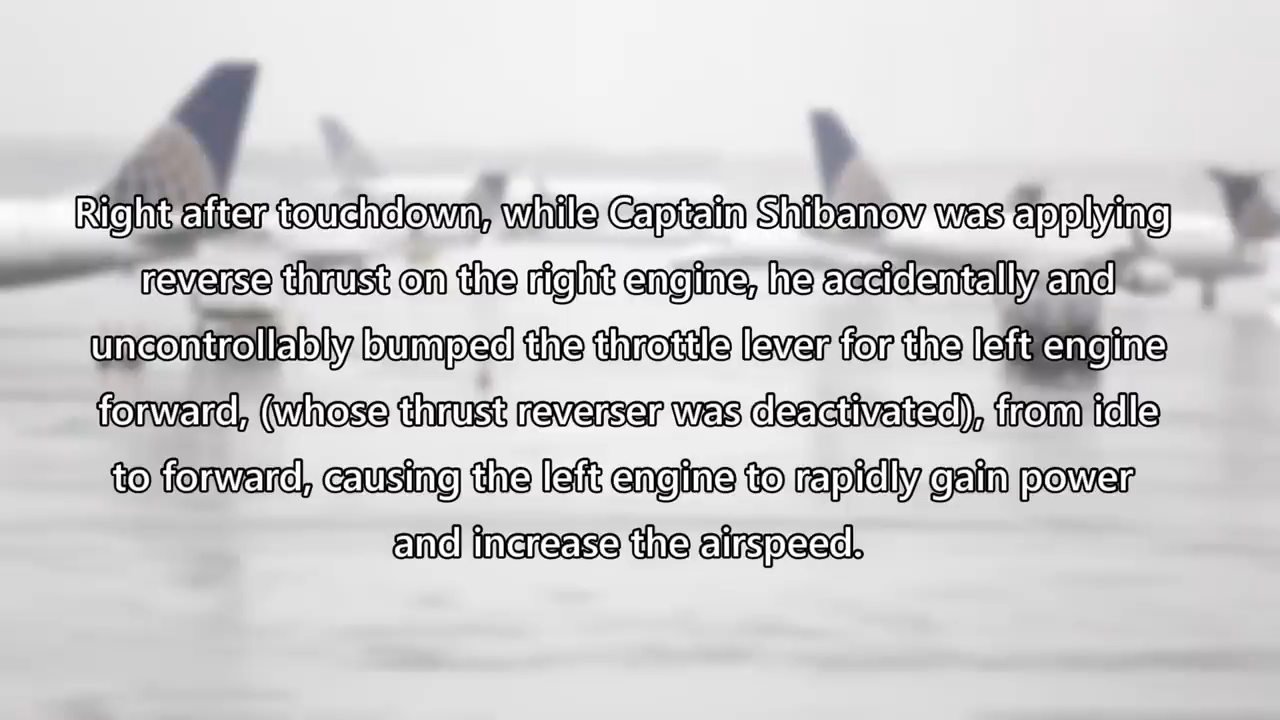 Right after touchdown, while Captain Shibanov was applying
reverse thrust on the right engine, he accidentally and
uncontrollably bumped the throttle lever for the left engine
forward, (whose thrust reverser was deactivated), from idle
to forward, causing the left engine to rapidly gain power
and increase the airspeed.